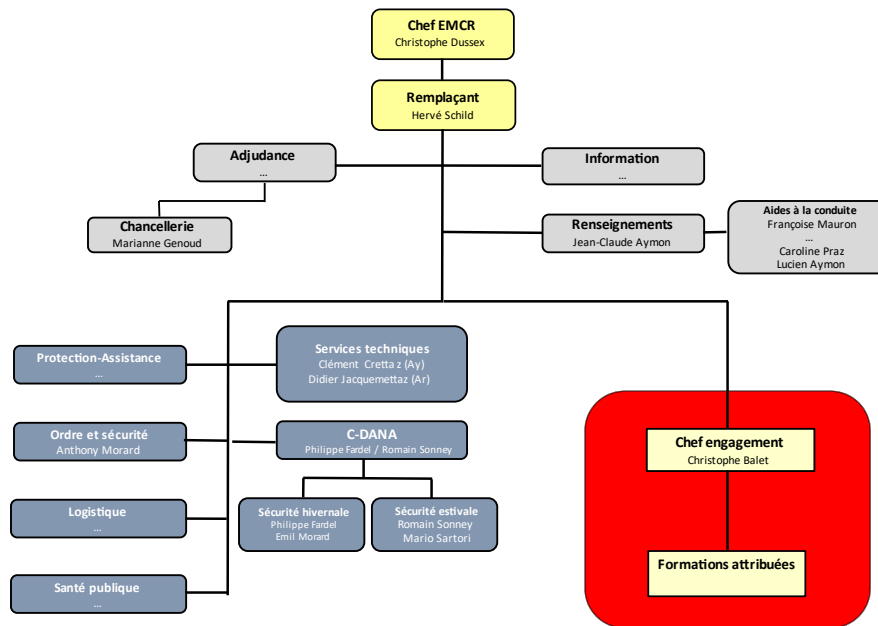 Chef EMCR
Christophe Dussex
Remplaçant
Hervé Schild
Adjudance
...
Information
...
Chancellerie
Marianne Genoud
Renseignements
Jean-Claude Aymon
Aides à la conduite
Françoise Mauron
...
Caroline Praz
Lucien Aymon
Protection-Assistance
...
Services techniques
Clément Crettaz (Ay)
Didier Jacquemettaz (Ar)
Ordre et sécurité
Anthony Morard
C-DANA
Philippe Fardel / Romain Sonney
Chef engagement
Christophe Balet
Logistique
...
Sécurité hivernale
Philippe Fardel
Emil Morard
Sécurité estivale
Romain Sonney
Mario Sartori
Santé publique
...
Formations attribuées